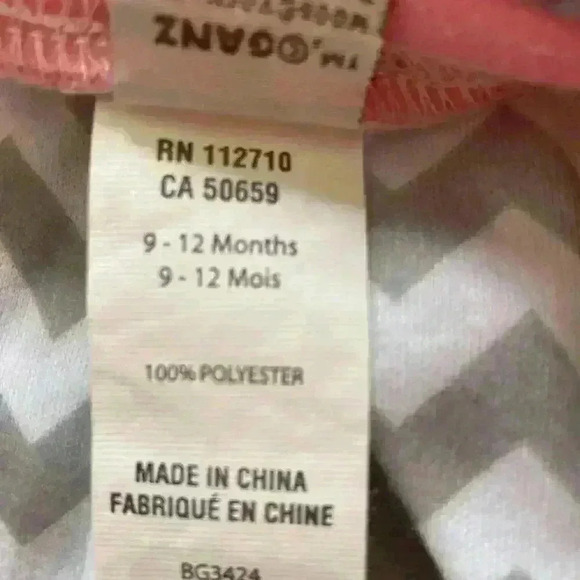 ™,©GANZ
RN 112710
CA 50659
9 - 12 Months
9 - 12 Mois
100% POLYESTER
MADE IN CHINA
FABRIQUÉ EN CHINE
BG3424